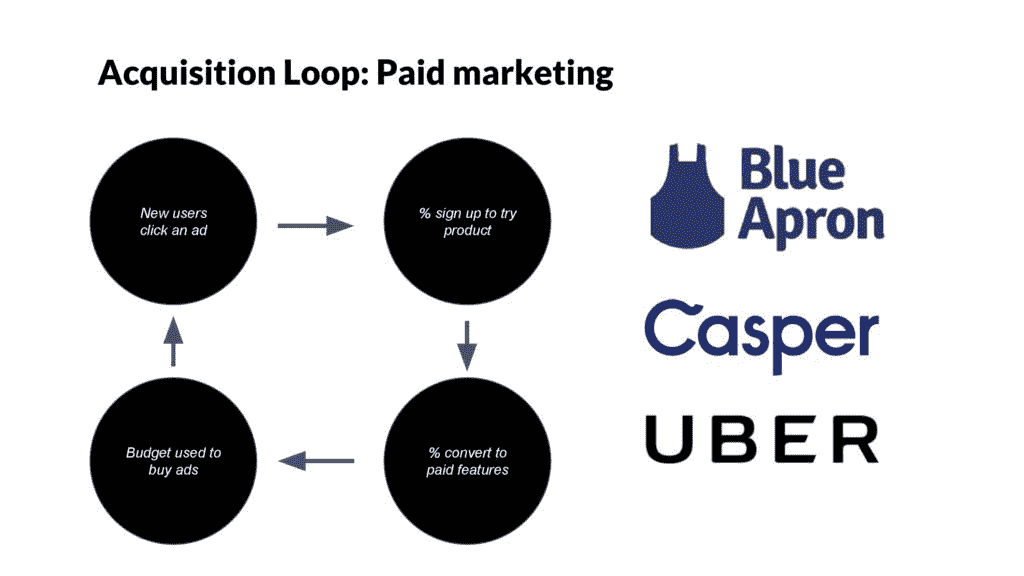 Acquisition Loop: Paid marketing
New users
click an ad
% sign up to try
product
Budget used to
buy ads
% convert to
paid features
Blue
Apron
Casper
UBER